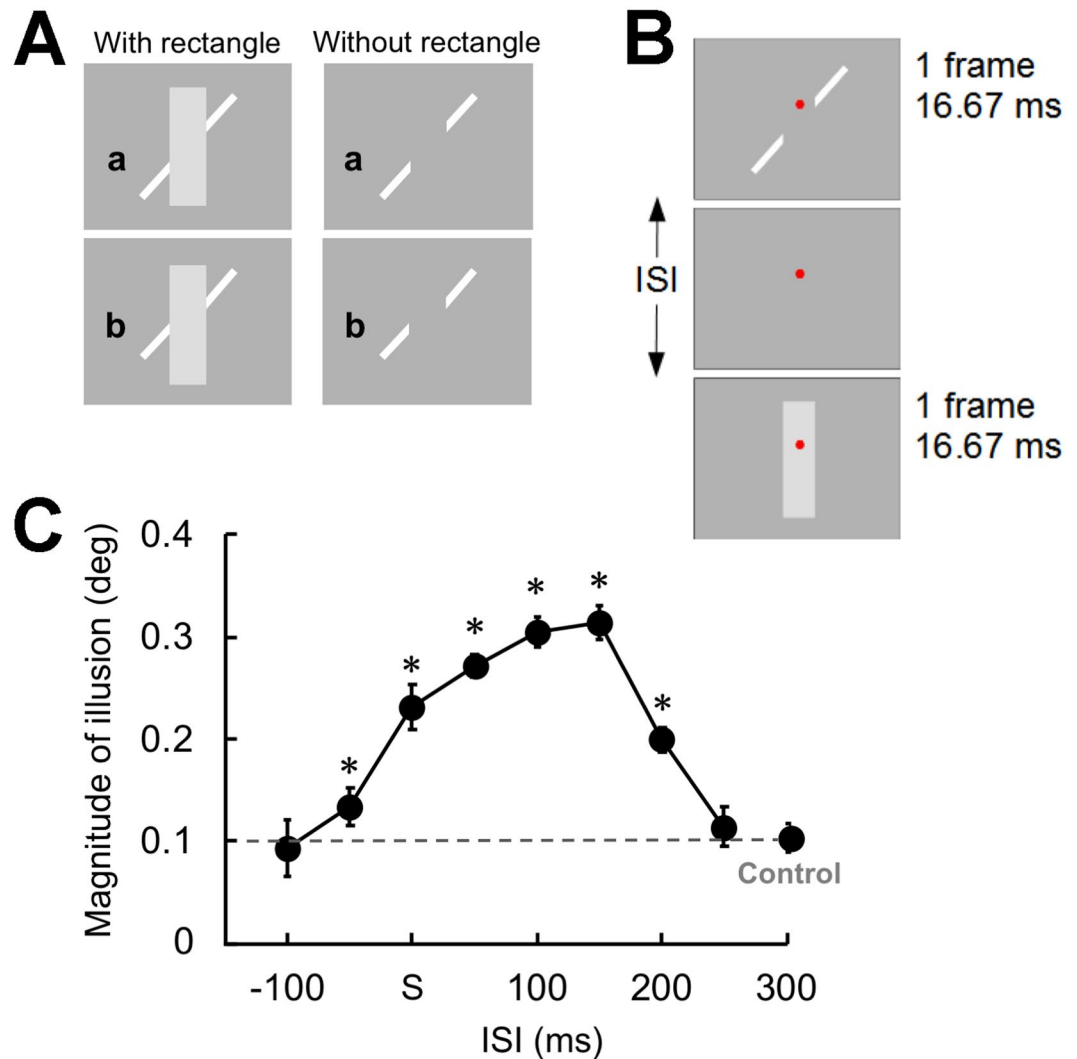 A
With rectangle
Without rectangle
a
a
b
b
B
1 frame
16.67 ms
ISI
1 frame
16.67 ms
C
Magnitude of illusion (deg)
0.4
0.3
0.2
0.1
0
*
*
*
*
*
*
Control
-100
S
100
200
300
ISI (ms)